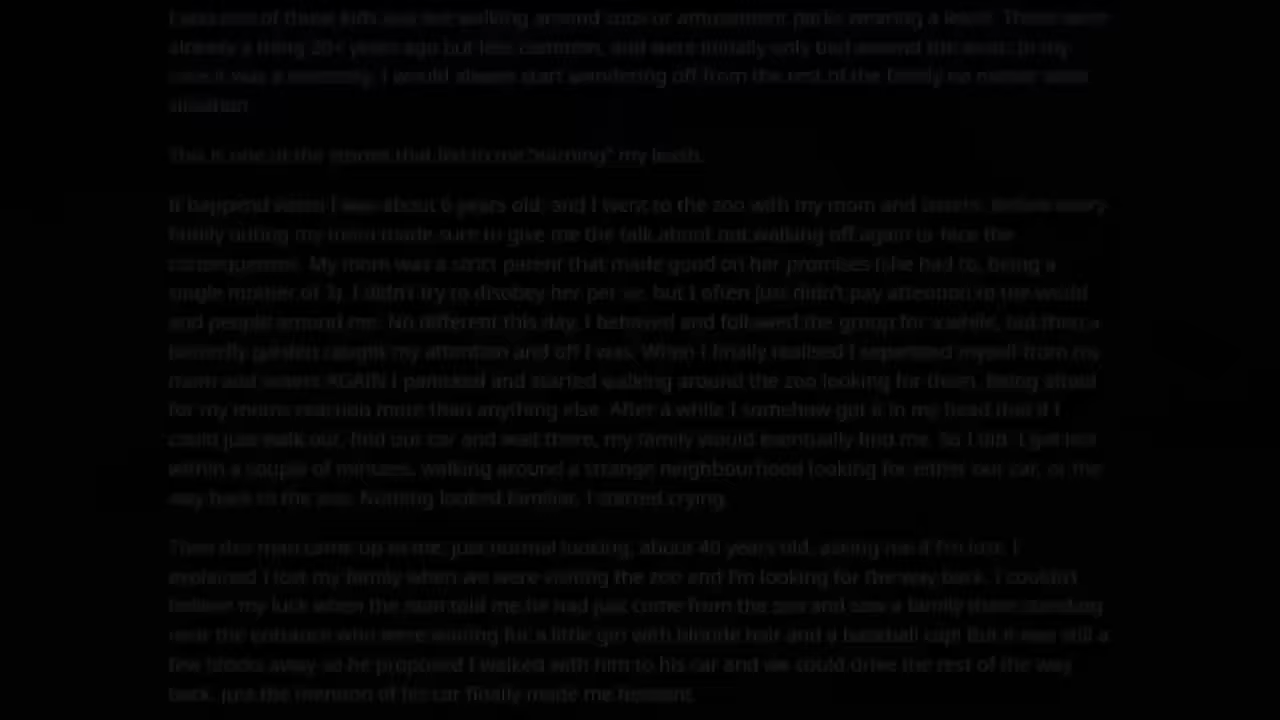 I was one of those kids that walking around zoos or amusement parks wearing a leash. These were
already a thing 20+ years ago but less common, and were initially only tied around the In my
case it was a necessity. I would always start wandering off from the rest of the family no matter what
situation.
This is one of the stories that led to me "earning" my leash.
It happend when I was about 6 years old, and I went to the zoo with my mom and sisters. Before every
family outing my mom made sure to give me the talk about not walking off again or face the
consequences. My mom was a strict parent that made good on her promises (she had to, being a
single mother of 3). I didn't try to disobey her per se, but I often just didn't pay attention to the world
and people around me. No different this day. I behaved and followed the group for a while, but then a
butterfly garden caught my attention and off I was. When I finally realised I seperated myself from my
mom and sisters AGAIN I panicked and started walking around the zoo looking for them. Being afraid
for my moms reaction more than anything else. After a while I somehow got it in my head that if I
could just walk out, find our car and wait there, my family would eventually find me. So I did. I got lost
within a couple of minutes, walking around a strange neighbourhood looking for either our car, or the
way back to the zoo. Nothing looked familiar. I started crying.
Then this man came up to me, just normal looking, about 40 years old, asking me if I'm lost. I
explained I lost my family when we were visiting the zoo and I'm looking for the way back. I couldn't
believe my luck when the man told me he had just come from the zoo and saw a family there standing
near the entrance who were waiting for a little girl with blonde hair and a baseball cap! But it was still a
few blocks away so he proposed I walked with him to his car and we could drive the rest of the way
back. Just the mention of his car finally made me hesitant.